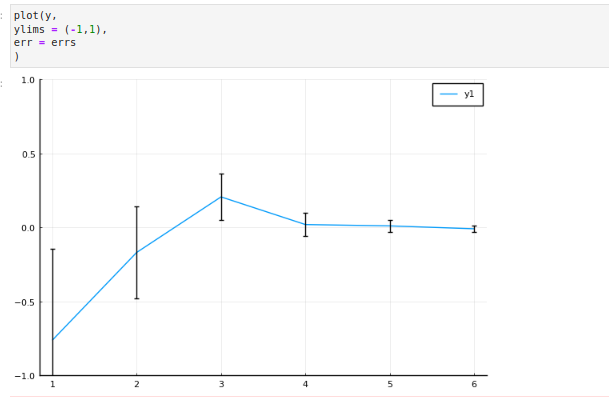 plot(y,
ylims = (-1,1),
err = errs
)
1.0
y1
0.5
0.0
−0.5
−1.0
1 2 3 4 5 6